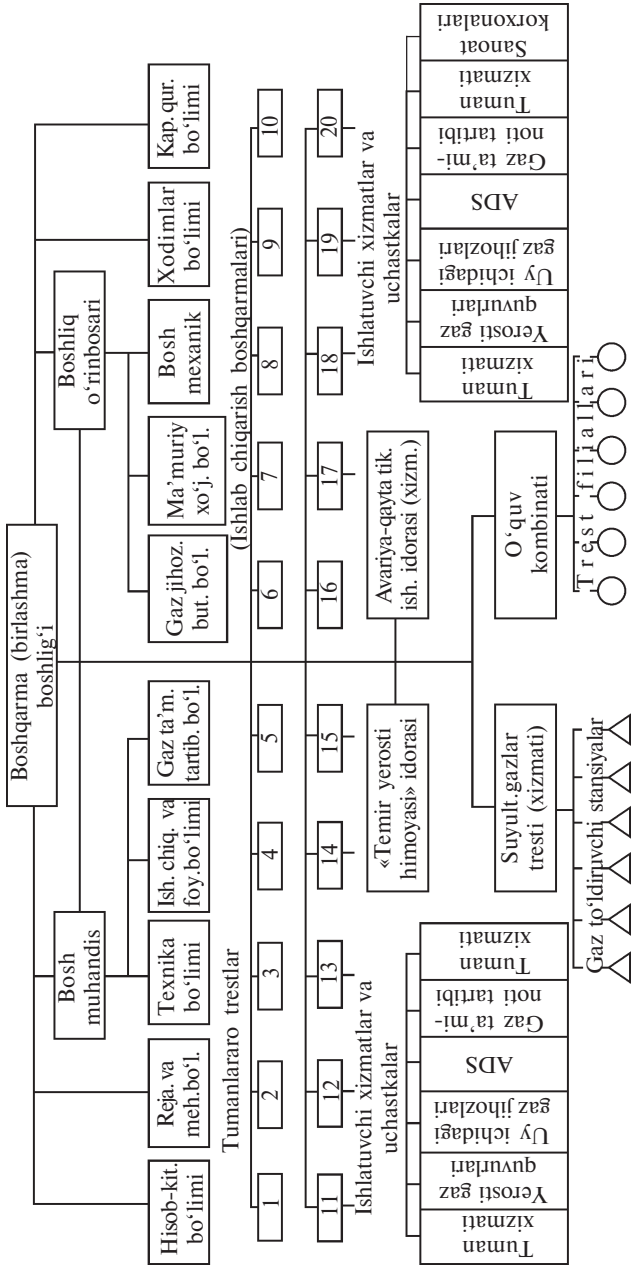 Boshqarma (birlashma)
boshlig‘i
Bosh
muhandis
Boshliq
o‘rinbosari
Hisob-kit.
bo‘limi
Reja. va
meh.bo‘l.
Texnika
bo‘limi
Ish. chiq. va
foy.bo‘limi
Gaz ta’m.
tartib. bo‘l.
Gaz jihoz.
but. bo‘l.
Ma’muriy
xo‘j. bo‘l.
Bosh
mexanik
Xodimlar
bo‘limi
Kap. qur.
bo‘limi
Tumanlararo trestlar
(Ishlab chiqarish boshqarmalari)
1
2
3
4
5
6
7
8
9
10
11
12
13
14
15
16
17
18
19
20
Ishlatuvchi xizmatlar va
uchastkalar
Tuman
xizmati
Yerosti gaz
quvurlari
Uy ichidagi
gaz jihozlari
ADS
Gaz ta’mi-
noti tartibi
Tuman
xizmati
«Temir yerosti
himoyasi» idorasi
Avariya-qayta tik.
ish. idorasi (xizm.)
Ishlatuvchi xizmatlar va
uchastkalar
Tuman
xizmati
Yerosti gaz
quvurlari
Uy ichidagi
gaz jihozlari
ADS
Gaz ta’mi-
noti tartibi
Tuman
xizmati
Sanoat
korxonalari
Suyult.gazlar
tresti (xizmati)
O‘quv
kombinati
Gaz to‘ldiruvchi stansiyalar
Trest filiallari